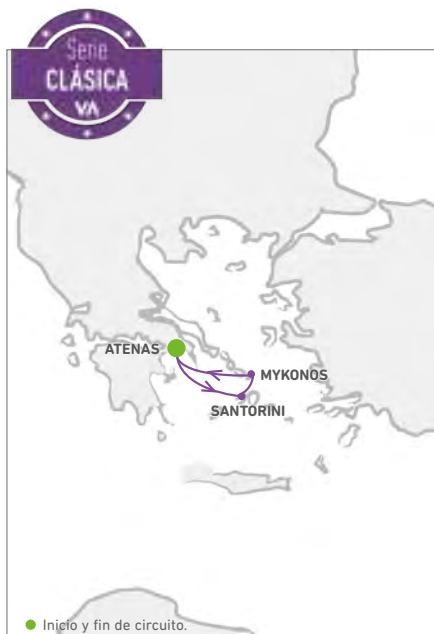 Serie
CLÁSICA
VA
ATENAS
MYKONOS
SANTORINI
Inicio y fin de circuito.